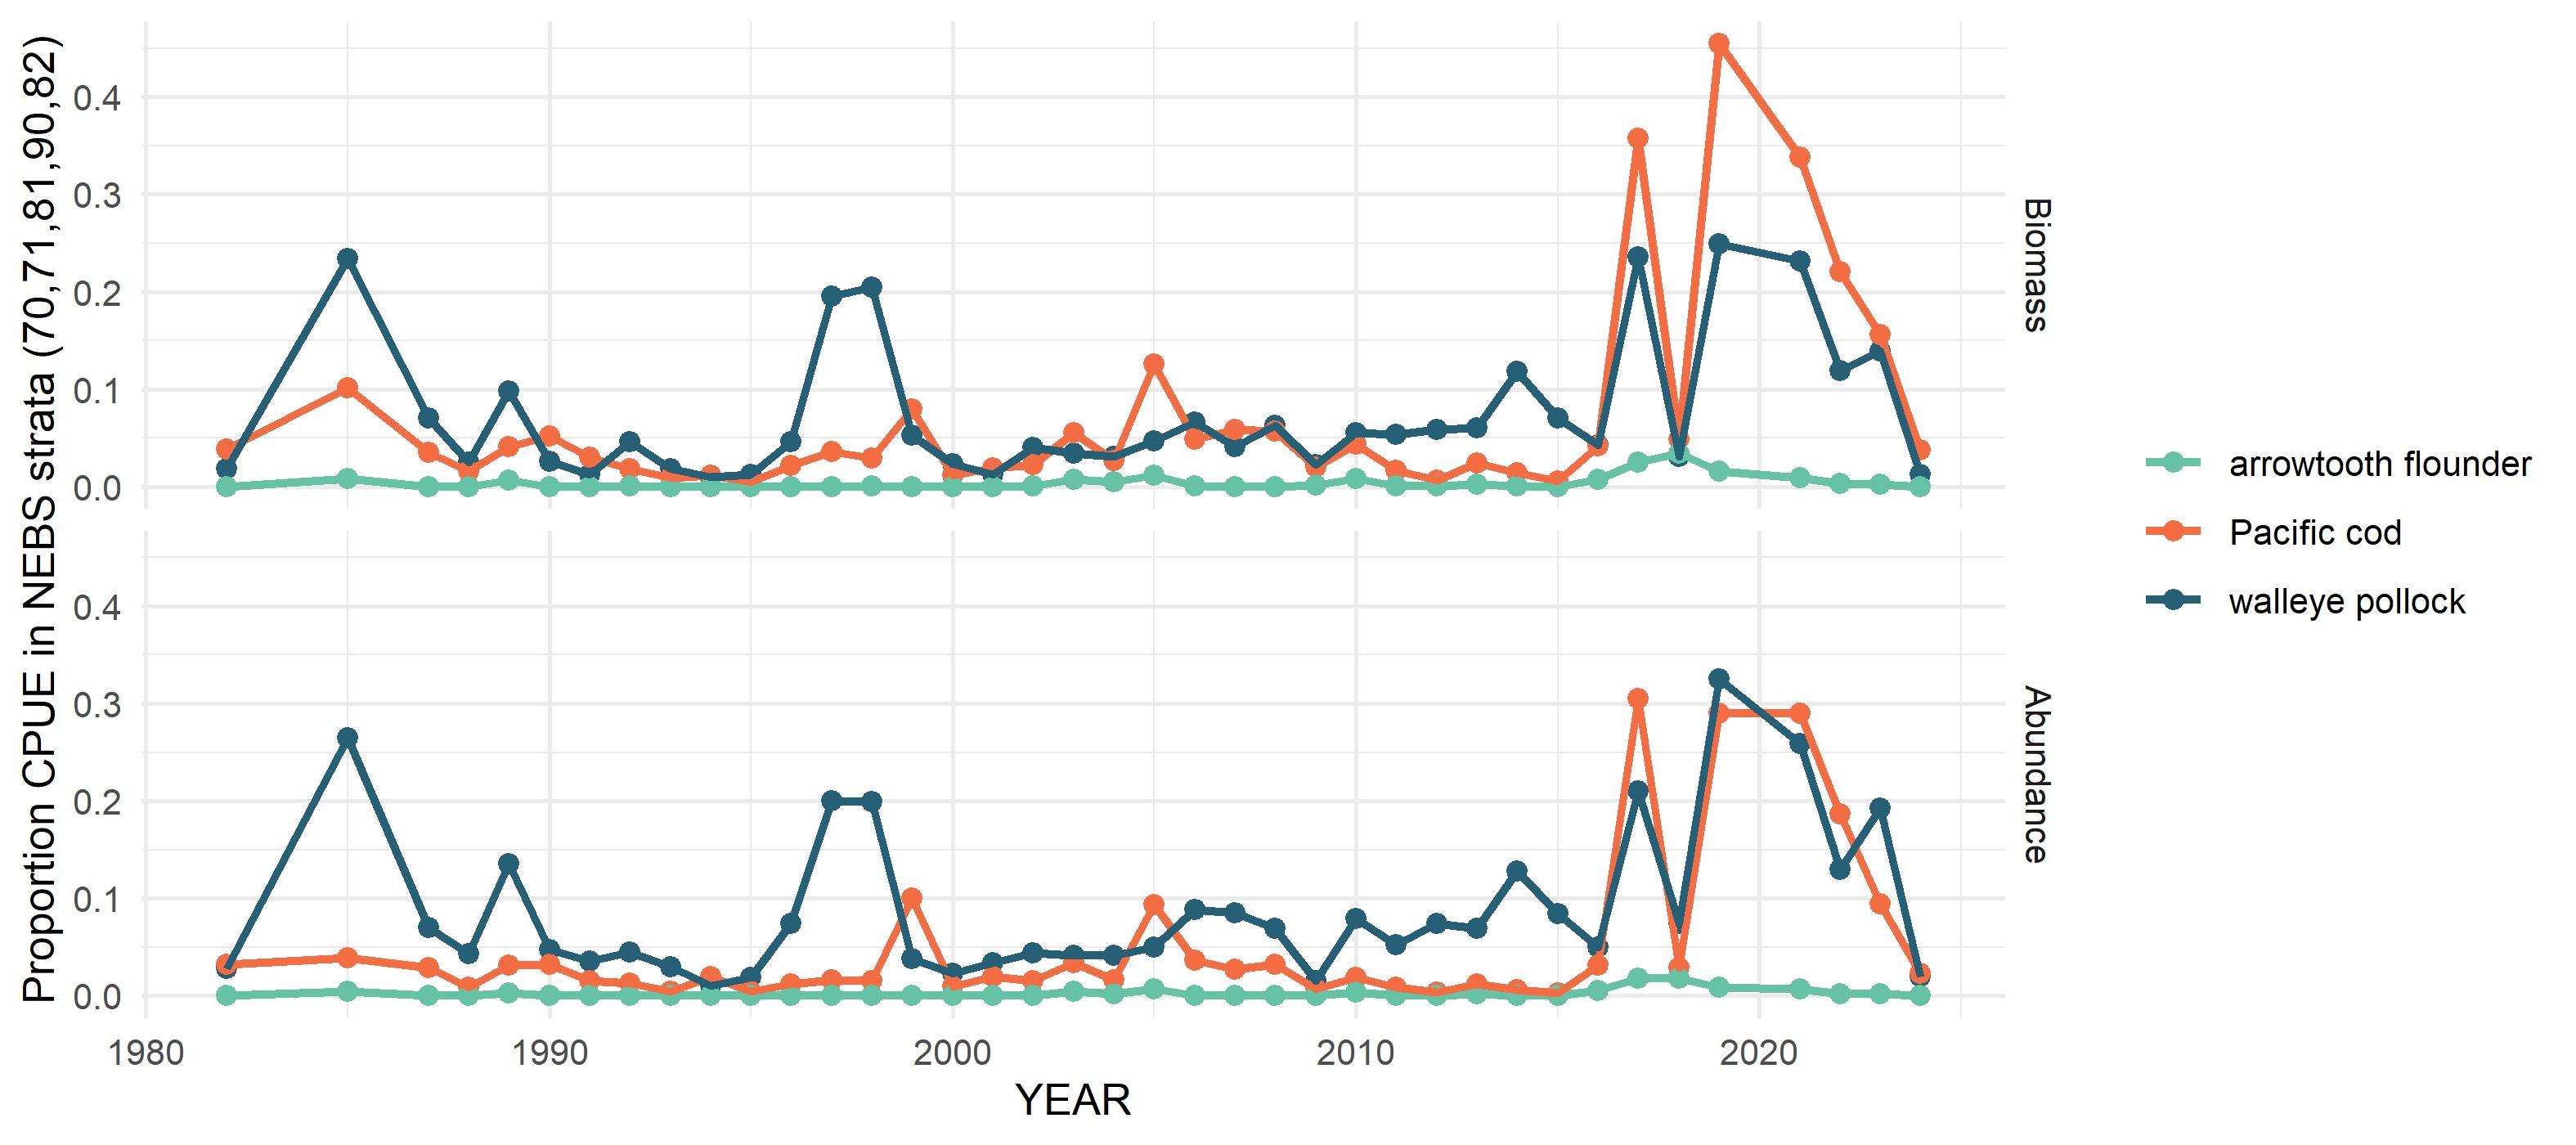 Proportion CPUE in NEBS strata (70,71,81,90,82)
0.4
0.3
0.2
0.1
0.0
Biomass
0.4
0.3
0.2
0.1
0.0
Abundance
1980 1990 2000 2010 2020
YEAR
arrowtooth flounder
Pacific cod
walleye pollock